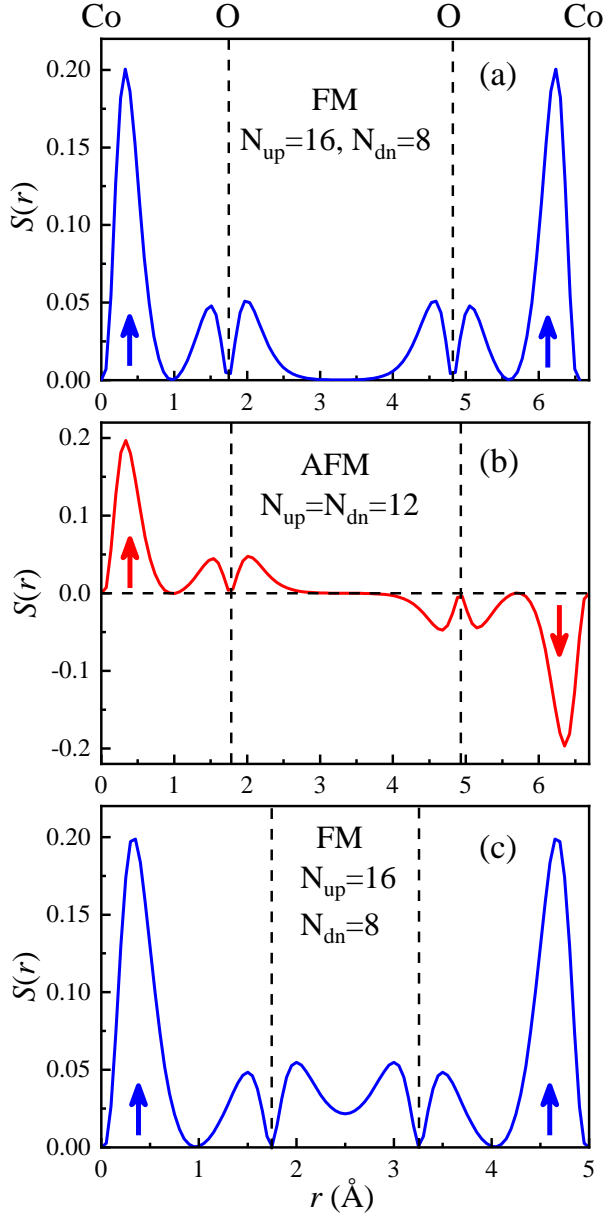 Co O O Co
(a)
FM
N_up=16, N_dn=8
S(r)
0.20
0.15
0.10
0.05
0.00
0 1 2 3 4 5 6
(b)
AFM
N_up=N_dn=12
S(r)
0.2
0.1
0.0
-0.1
-0.2
0 1 2 3 4 5 6
(c)
FM
N_up=16
N_dn=8
S(r)
0.20
0.15
0.10
0.05
0.00
0 1 2 3 4 5
r (Å)